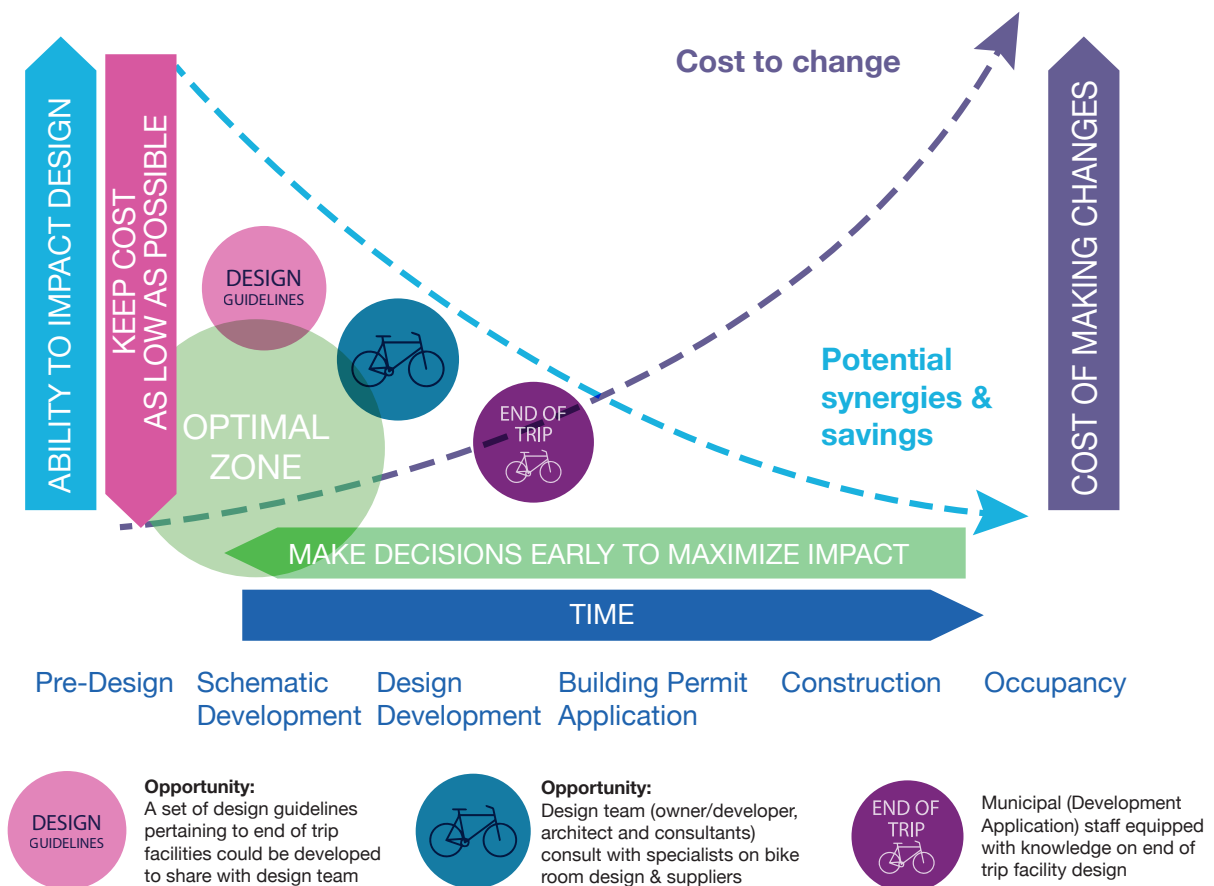 ABILITY TO IMPACT DESIGN
KEEP COST
AS LOW AS POSSIBLE
Cost to change
COST OF MAKING CHANGES
DESIGN
GUIDELINES
OPTIMAL
ZONE
END OF
TRIP
Potential
synergies &
savings
MAKE DECISIONS EARLY TO MAXIMIZE IMPACT
TIME
Pre-Design
Schematic
Development
Design
Development
Building Permit
Application
Construction
Occupancy
DESIGN
GUIDELINES
Opportunity:
A set of design guidelines
pertaining to end of trip
facilities could be developed
to share with design team
Opportunity:
Design team (owner/developer,
architect and consultants)
consult with specialists on bike
room design & suppliers
END OF
TRIP
Municipal (Development
Application) staff equipped
with knowledge on end of
trip facility design